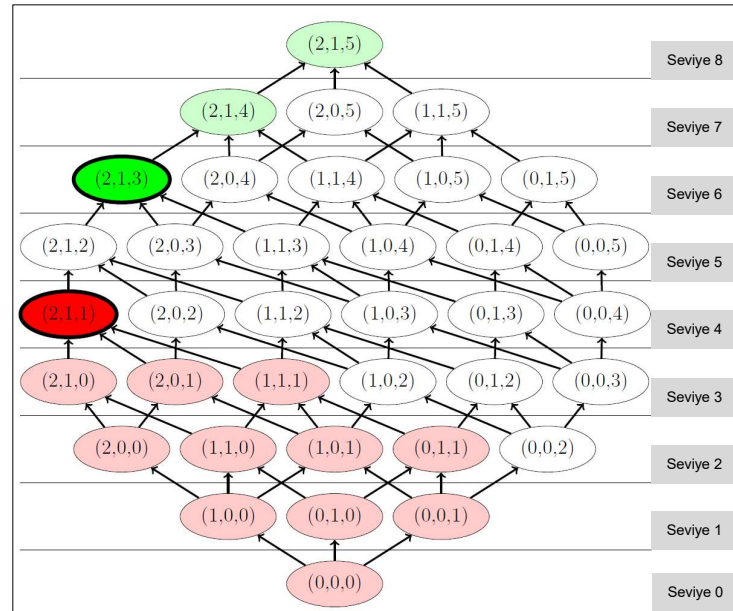 (2,1,5)
Seviye 8
(2,1,4) (2,0,5) (1,1,5)
Seviye 7
(2,1,3) (2,0,4) (1,1,4) (1,0,5) (0,1,5)
Seviye 6
(2,1,2) (2,0,3) (1,1,3) (1,0,4) (0,1,4) (0,0,5)
Seviye 5
(2,1,1) (2,0,2) (1,1,2) (1,0,3) (0,1,3) (0,0,4)
Seviye 4
(2,1,0) (2,0,1) (1,1,1) (1,0,2) (0,1,2) (0,0,3)
Seviye 3
(2,0,0) (1,1,0) (1,0,1) (0,1,1) (0,0,2)
Seviye 2
(1,0,0) (0,1,0) (0,0,1)
Seviye 1
(0,0,0)
Seviye 0